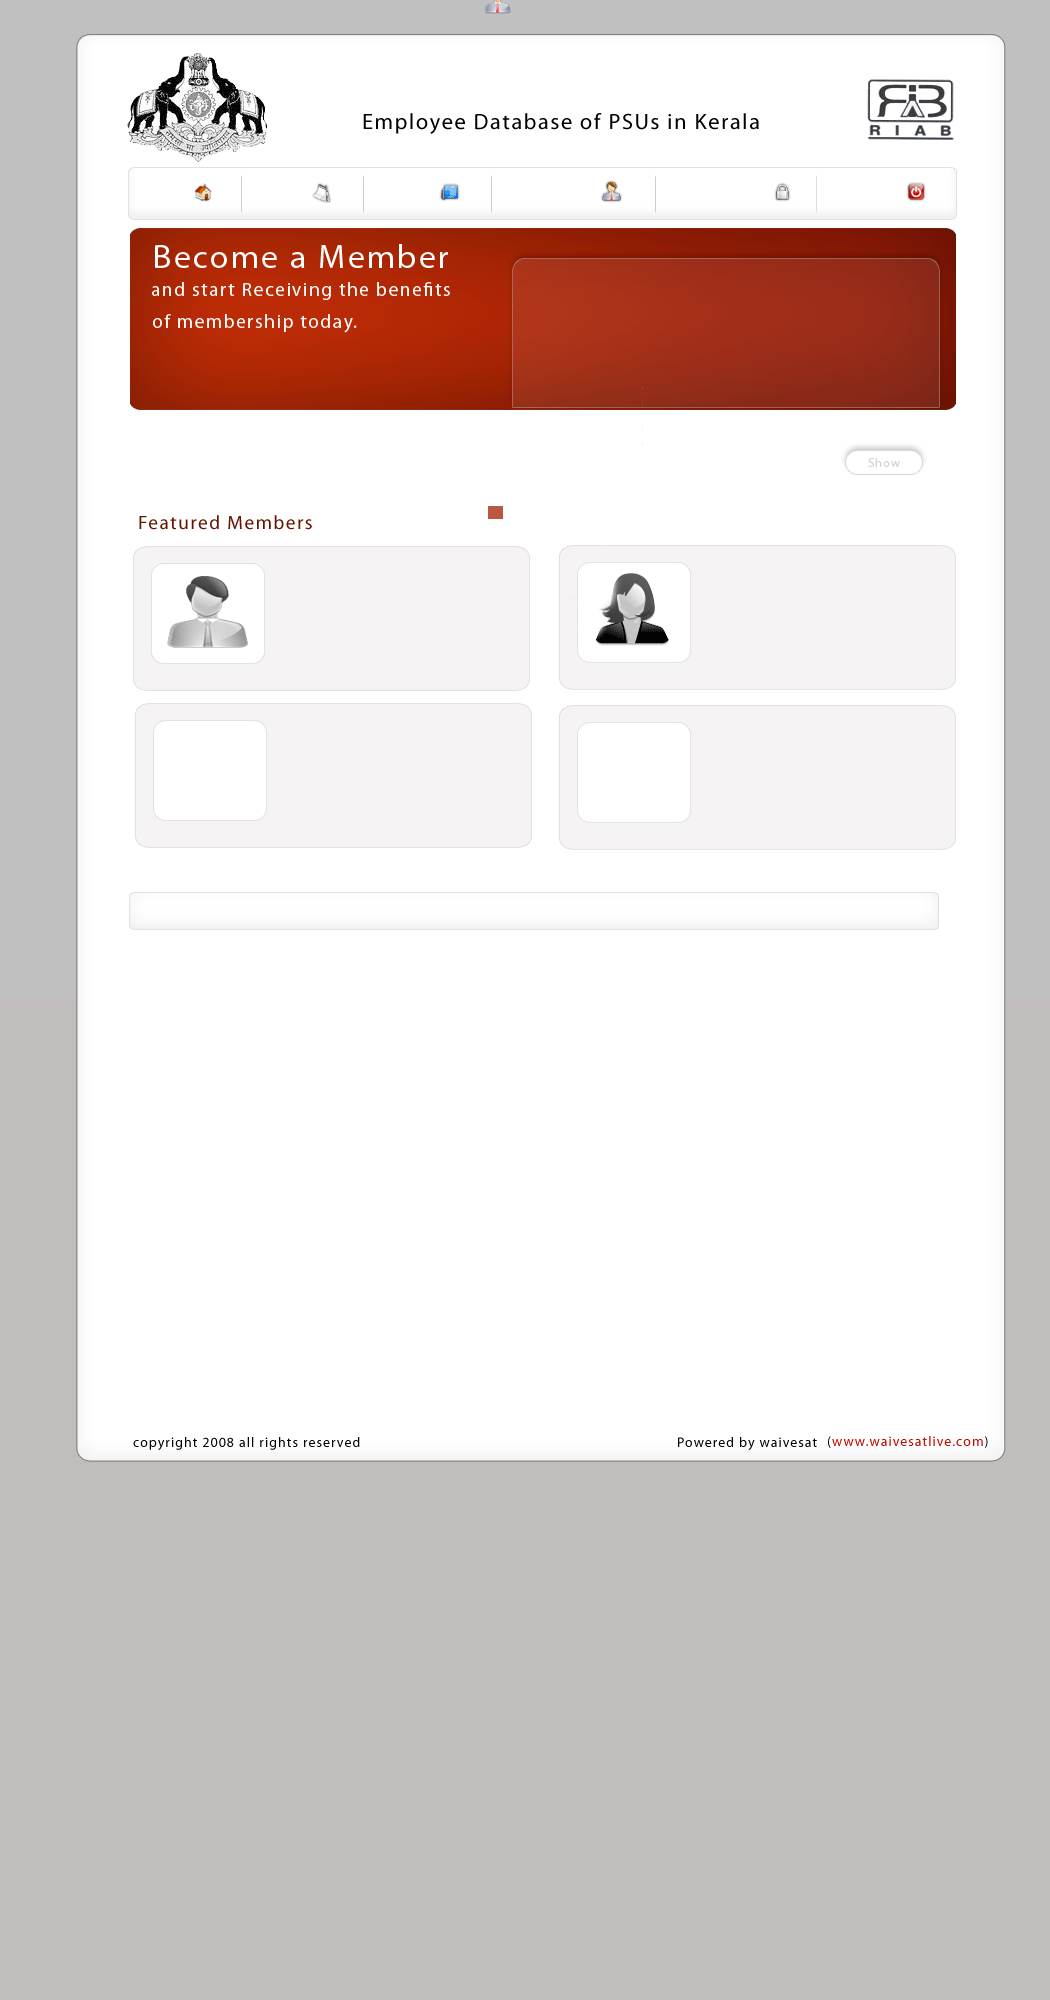 Employee Database of PSUs in Kerala
RIAB
Become a Member
and start Receiving the benefits
of membership today.
Show
Featured Members
copyright 2008 all rights reserved
Powered by waivesat (www.waivesatlive.com)